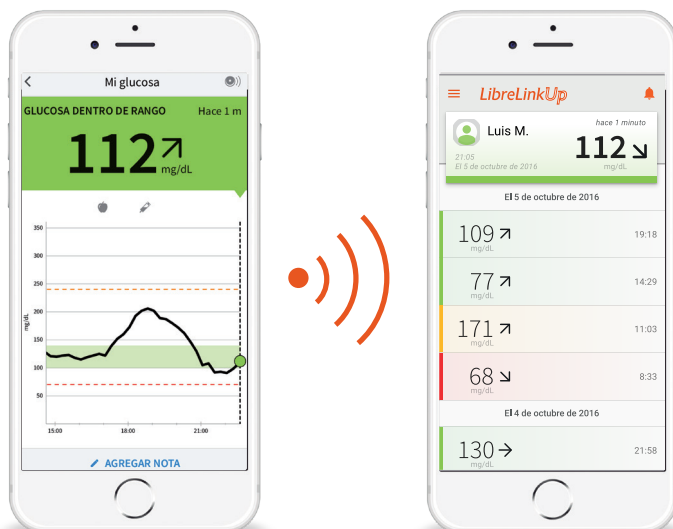 Mi glucosa
GLUCOSA DENTRO DE RANGO Hace 1 m
112
mg/dL
350
300
250
200
150
100
50
mg/dL
15:00 18:00 21:00
AGREGAR NOTA
LibreLinkUp
hace 1 minuto
Luis M.
112
21:05
mg/dL
El 5 de octubre de 2016
El 5 de octubre de 2016
109
mg/dL
19:18
77
mg/dL
14:29
171
mg/dL
11:03
68
mg/dL
8:33
El 4 de octubre de 2016
130
mg/dL
21:58